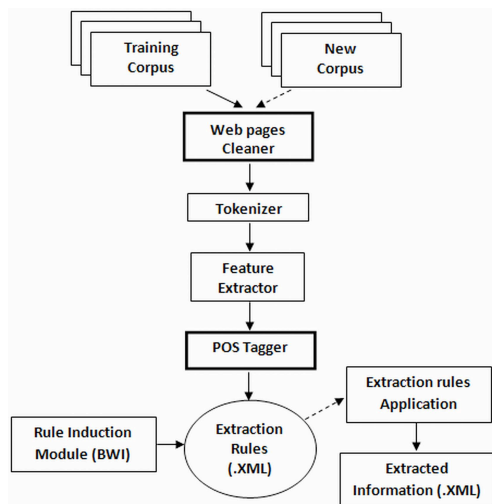 Training
Corpus
New
Corpus
Web pages
Cleaner
Tokenizer
Feature
Extractor
POS Tagger
Extraction rules
Application
Rule Induction
Module (BWI)
Extraction
Rules
(.XML)
Extracted
Information (.XML)